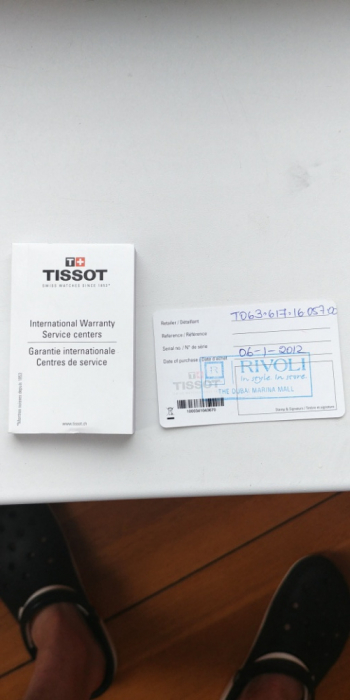 TISSOT
SWISS WATCHES SINCE 1853*
International Warranty
Service centers
Garantie internationale
Centres de service
www.tissot.ch
Retailer / Détaillant
Reference / Référence
Serial no / N° de série
Date of purchase / Date d'achat
T063.617.16.057.00
06-1-2012
RIVOLI
in style. in store.
THE DUBAI MARINA MALL
TISSOT